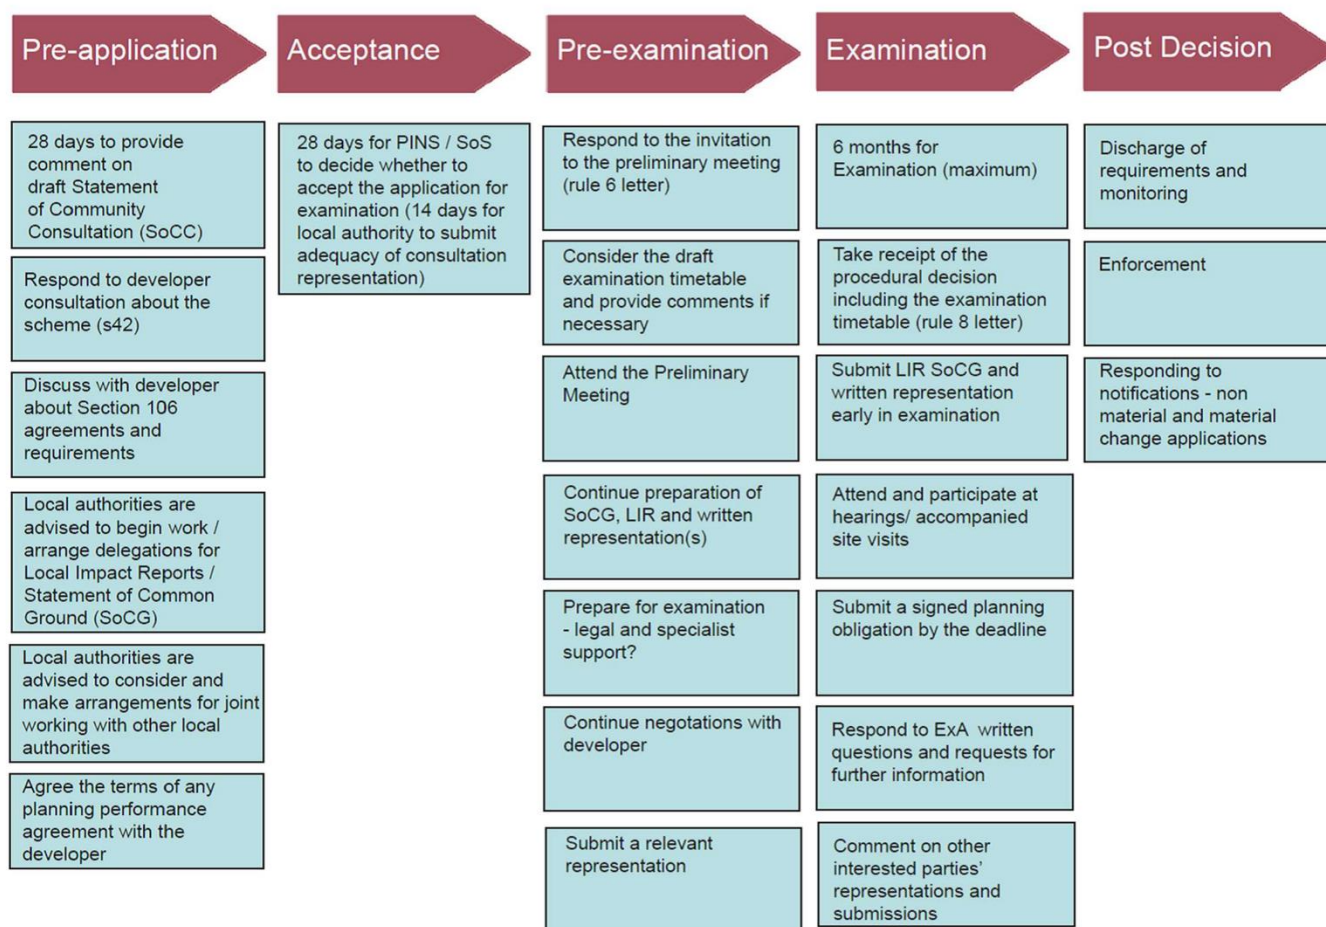 Pre-application
Acceptance
Pre-examination
Examination
Post Decision
28 days to provide
comment on
draft Statement
of Community
Consultation (SoCC)
Respond to developer
consultation about the
scheme (s42)
Discuss with developer
about Section 106
agreements and
requirements
Local authorities are
advised to begin work /
arrange delegations for
Local Impact Reports /
Statement of Common
Ground (SoCG)
Local authorities are
advised to consider and
make arrangements for joint
working with other local
authorities
Agree the terms of any
planning performance
agreement with the
developer
28 days for PINS / SoS
to decide whether to
accept the application for
examination (14 days for
local authority to submit
adequacy of consultation
representation)
Respond to the invitation
to the preliminary meeting
(rule 6 letter)
Consider the draft
examination timetable
and provide comments if
necessary
Attend the Preliminary
Meeting
Continue preparation of
SoCG, LIR and written
representation(s)
Prepare for examination
- legal and specialist
support?
Continue negotations with
developer
Submit a relevant
representation
6 months for
Examination (maximum)
Take receipt of the
procedural decision
including the examination
timetable (rule 8 letter)
Submit LIR SoCG and
written representation
early in examination
Attend and participate at
hearings/ accompanied
site visits
Submit a signed planning
obligation by the deadline
Respond to ExA  written
questions and requests for
further information
Comment on other
interested parties’
representations and
submissions
Discharge of
requirements and
monitoring
Enforcement
Responding to
notifications - non
material and material
change applications